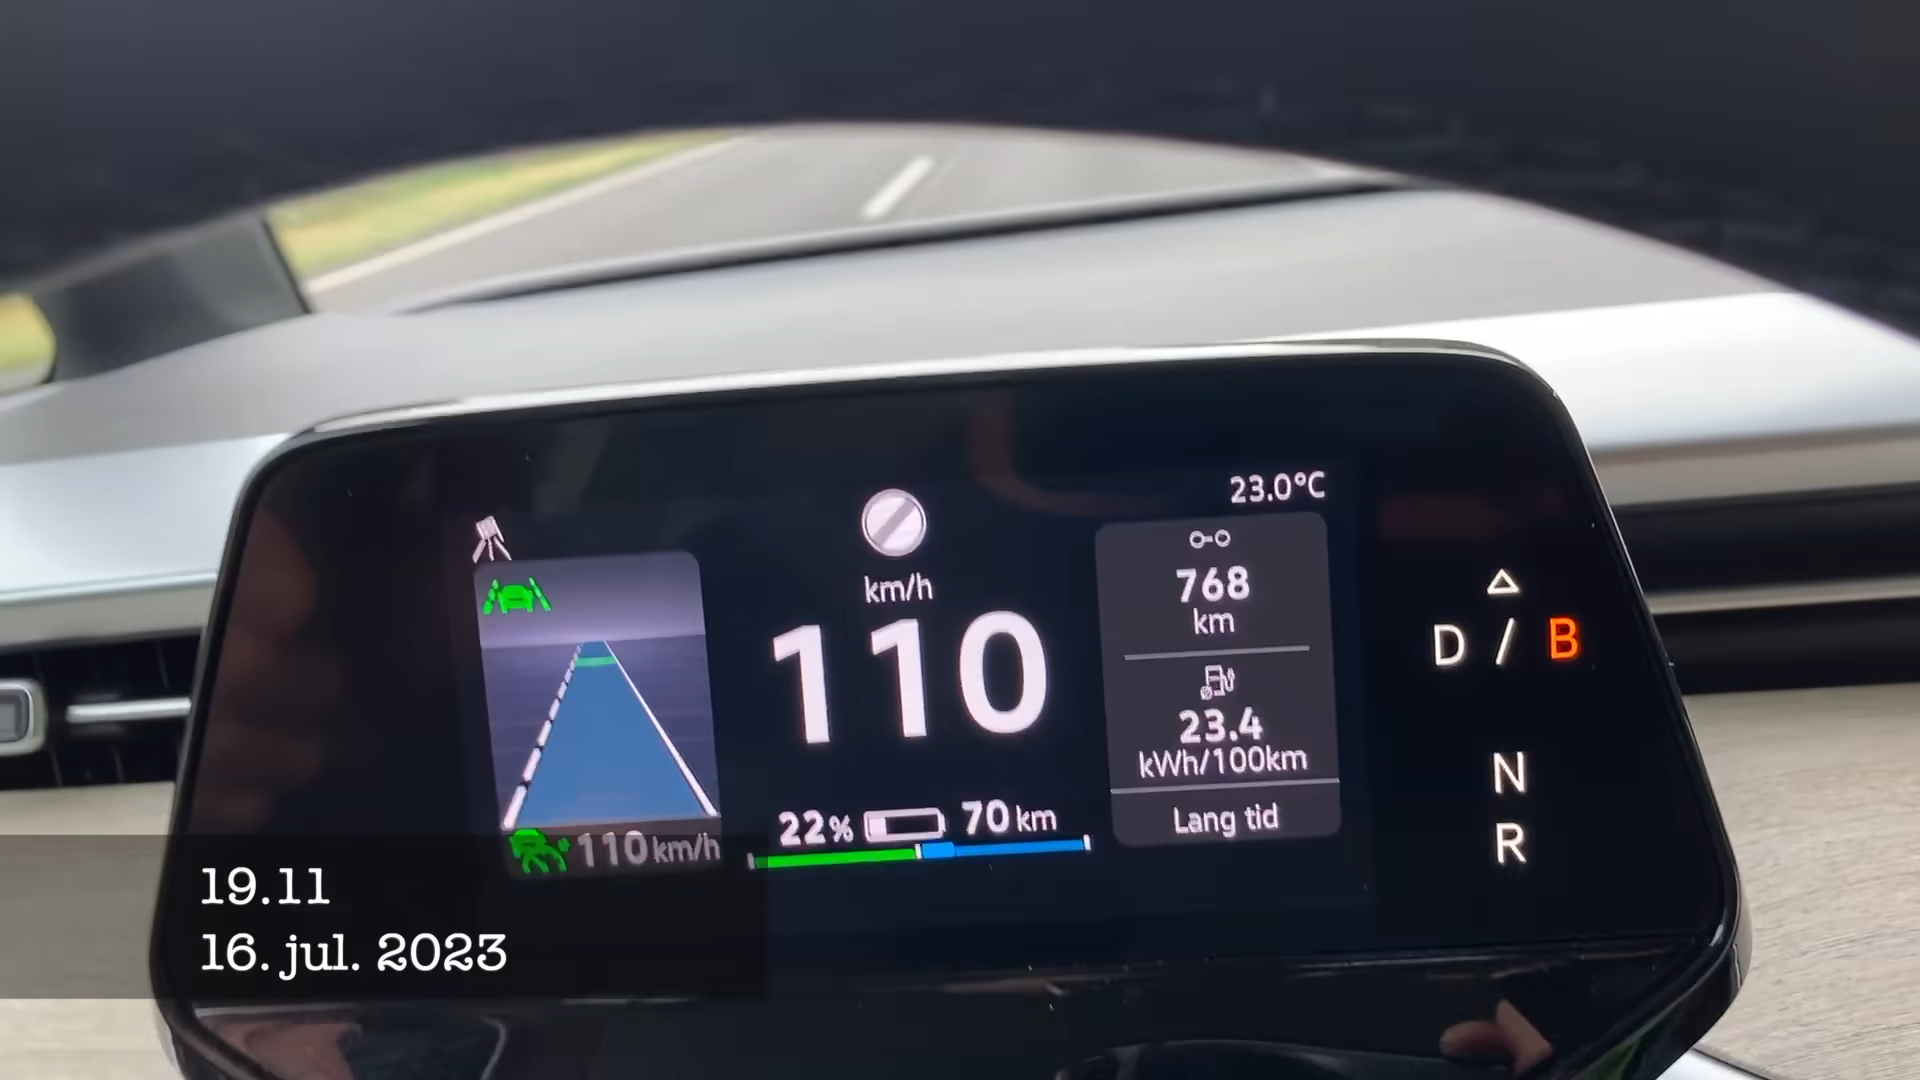 23.0°C
km/h
110
768
km
23.4
kWh/100km
Lang tid
22% 70 km
110 km/h
D / B
N
R
19.11
16. jul. 2023